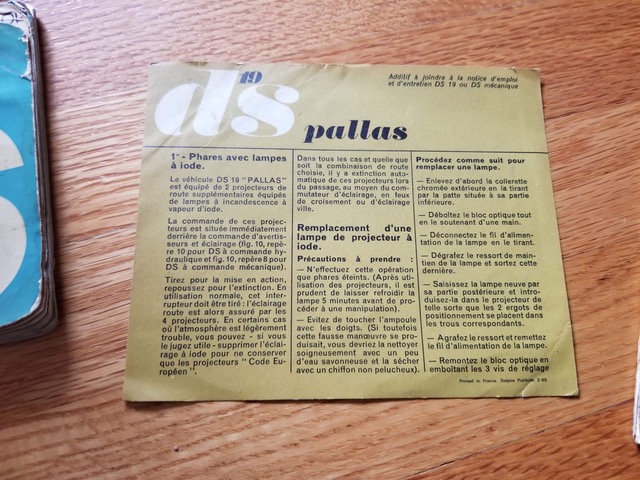 ds 19
pallas
Additif à joindre à la notice d'emploi
et d'entretien DS 19 ou DS mécanique
1° - Phares avec lampes
à iode.
Le véhicule DS 19 "PALLAS"
est équipé de 2 projecteurs de
route supplémentaires équipés
de lampes à incandescence à
vapeur d'iode.
La commande de ces projec-
teurs est située immédiatement
derrière la commande d'avertis-
seurs et éclairage (fig. 10, repè-
re 10 pour DS à commande hy-
draulique et fig. 10, repère 8 pour
DS à commande mécanique).
Tirez pour la mise en action,
repoussez pour l'extinction. En
utilisation normale, cet inter-
rupteur doit être tiré : l'éclairage
route est alors assuré par les
4 projecteurs. En certains cas
où l'atmosphère est légèrement
trouble, vous pouvez - si vous
le jugez utile - supprimer l'éclai-
rage à iode pour ne conserver
que les projecteurs "Code Eu-
ropéen".
Dans tous les cas et quelle que
soit la combinaison de route
choisie, il y a extinction auto-
matique de ces projecteurs lors
du passage, au moyen du com-
mutateur d'éclairage, en feux
de croisement ou d'éclairage
ville.
Remplacement d'une
lampe de projecteur à
iode.
Précautions à prendre :
— N'effectuez cette opération
que phares éteints. (Après utili-
sation des projecteurs, il est
prudent de laisser refroidir la
lampe 5 minutes avant de pro-
céder à une manipulation).
— Evitez de toucher l'ampoule
avec les doigts. (Si toutefois
cette fausse manœuvre se pro-
duisait, vous devriez la nettoyer
soigneusement avec un peu
d'eau savonneuse et la sécher
avec un chiffon non pelucheux).
Procédez comme suit pour
remplacer une lampe.
— Enlevez d'abord la collerette
chromée extérieure en la tirant
par la patte située à sa partie
inférieure.
— Déboîtez le bloc optique tout
en le soutenant d'une main.
— Déconnectez le fil d'alimen-
tation de la lampe en le tirant.
— Dégrafez le ressort de main-
tien de la lampe et sortez cette
dernière.
— Saisissez la lampe neuve par
sa partie postérieure et intro-
duisez-la dans le projecteur de
telle sorte que les 2 ergots de
positionnement se placent dans
les trous correspondants.
— Agrafez le ressort et remettez
le fil d'alimentation de la lampe.
— Remontez le bloc optique en
emboîtant les 3 vis de réglage
Printed in France. Delpire Publicité. 2-65.